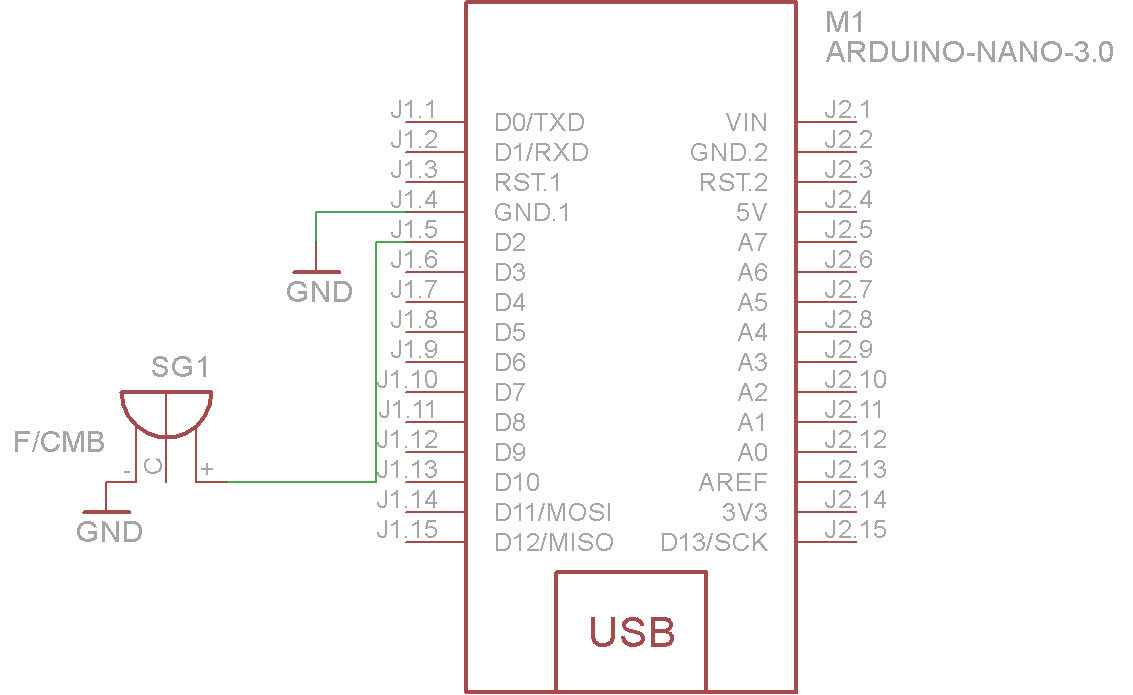 M1
ARDUINO-NANO-3.0
J1.1 D0/TXD VIN J2.1
J1.2 D1/RXD GND.2 J2.2
J1.3 RST.1 RST.2 J2.3
J1.4 GND.1 5V J2.4
J1.5 D2 A7 J2.5
J1.6 D3 A6 J2.6
GND
J1.7 D4 A5 J2.7
J1.8 D5 A4 J2.8
J1.9 D6 A3 J2.9
SG1
J1.10 D7 A2 J2.10
J1.11 D8 A1 J2.11
F/CMB
J1.12 D9 A0 J2.12
- C +
J1.13 D10 AREF J2.13
J1.14 D11/MOSI 3V3 J2.14
GND
J1.15 D12/MISO D13/SCK J2.15
USB